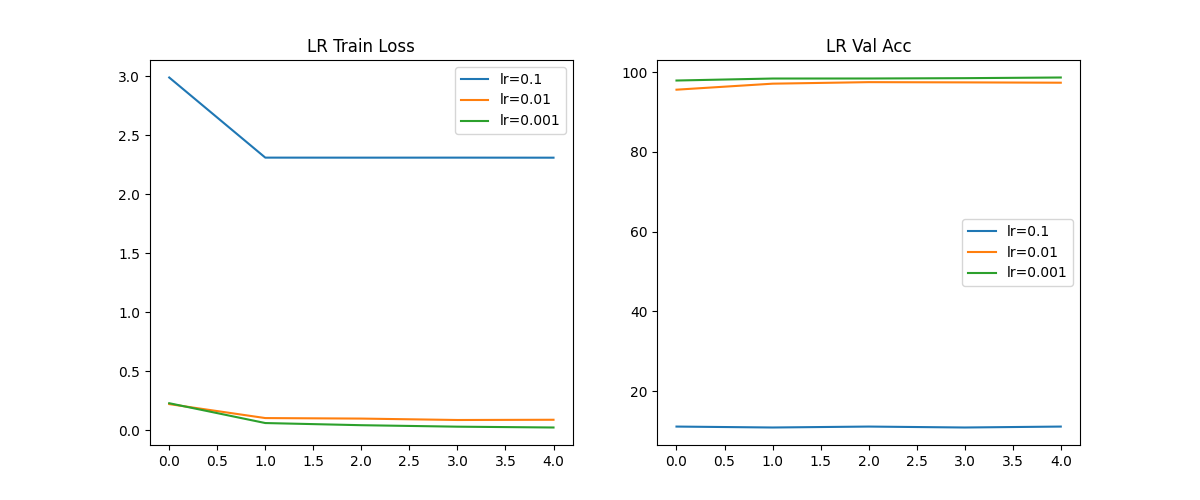 LR Train Loss
3.0
2.5
2.0
1.5
1.0
0.5
0.0
0.0 0.5 1.0 1.5 2.0 2.5 3.0 3.5 4.0
lr=0.1
lr=0.01
lr=0.001
LR Val Acc
100
80
60
40
20
0.0 0.5 1.0 1.5 2.0 2.5 3.0 3.5 4.0
lr=0.1
lr=0.01
lr=0.001